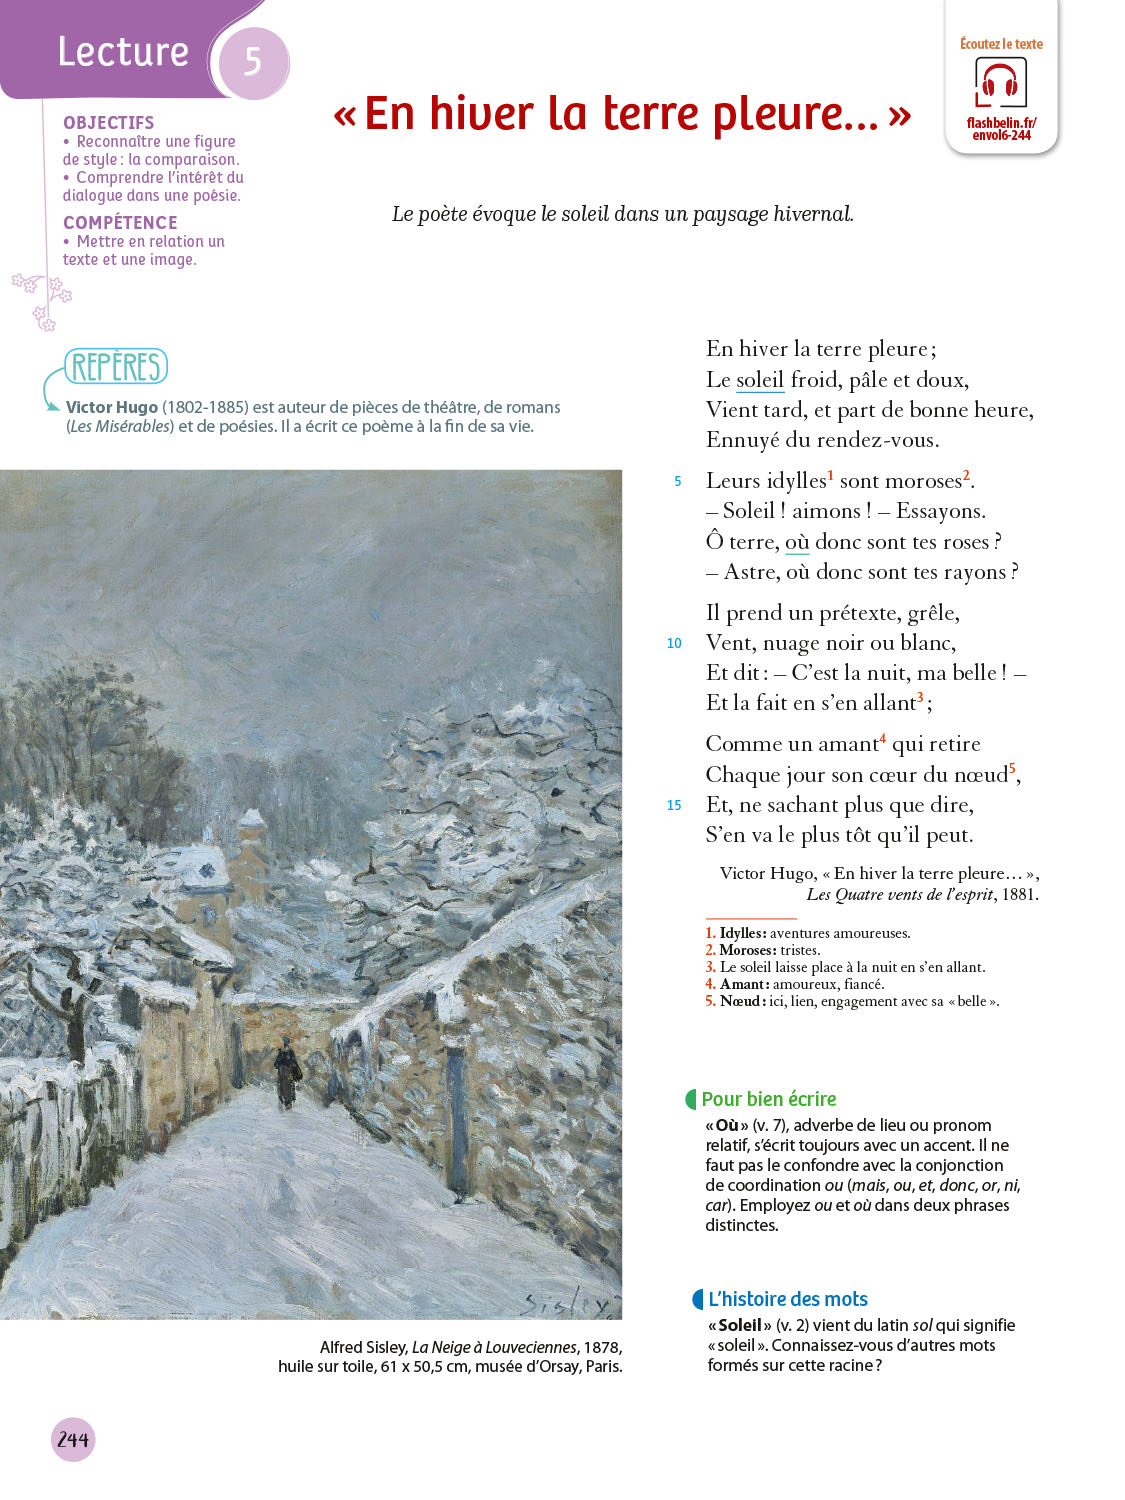 Lecture 5
Écoutez le texte
flashbelin.fr/
envol6-244
« En hiver la terre pleure... »
OBJECTIFS
• Reconnaître une figure
de style : la comparaison.
• Comprendre l'intérêt du
dialogue dans une poésie.
COMPÉTENCE
• Mettre en relation un
texte et une image.
Le poète évoque le soleil dans un paysage hivernal.
REPÈRES
Victor Hugo (1802-1885) est auteur de pièces de théâtre, de romans
(Les Misérables) et de poésies. Il a écrit ce poème à la fin de sa vie.
En hiver la terre pleure ;
Le soleil froid, pâle et doux,
Vient tard, et part de bonne heure,
Ennuyé du rendez-vous.
5 Leurs idylles1 sont moroses2.
– Soleil ! aimons ! – Essayons.
Ô terre, où donc sont tes roses ?
– Astre, où donc sont tes rayons ?
Il prend un prétexte, grêle,
10 Vent, nuage noir ou blanc,
Et dit : – C'est la nuit, ma belle ! –
Et la fait en s'en allant3 ;
Comme un amant4 qui retire
Chaque jour son cœur du nœud5,
15 Et, ne sachant plus que dire,
S'en va le plus tôt qu'il peut.
Victor Hugo, « En hiver la terre pleure… »,
Les Quatre vents de l'esprit, 1881.
1. Idylles : aventures amoureuses.
2. Moroses : tristes.
3. Le soleil laisse place à la nuit en s'en allant.
4. Amant : amoureux, fiancé.
5. Nœud : ici, lien, engagement avec sa « belle ».
Pour bien écrire
« Où » (v. 7), adverbe de lieu ou pronom
relatif, s'écrit toujours avec un accent. Il ne
faut pas le confondre avec la conjonction
de coordination ou (mais, ou, et, donc, or, ni,
car). Employez ou et où dans deux phrases
distinctes.
L'histoire des mots
« Soleil » (v. 2) vient du latin sol qui signifie
« soleil ». Connaissez-vous d'autres mots
formés sur cette racine ?
Sisley.
Alfred Sisley, La Neige à Louveciennes, 1878,
huile sur toile, 61 x 50,5 cm, musée d'Orsay, Paris.
244